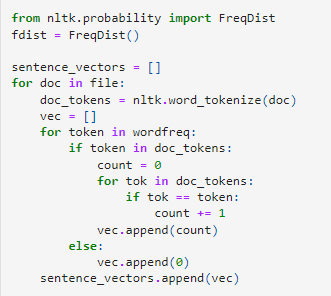 from nltk.probability import FreqDist
fdist = FreqDist()

sentence_vectors = []
for doc in file:
    doc_tokens = nltk.word_tokenize(doc)
    vec = []
    for token in wordfreq:
        if token in doc_tokens:
            count = 0
            for tok in doc_tokens:
                if tok == token:
                    count += 1
            vec.append(count)
        else:
            vec.append(0)
    sentence_vectors.append(vec)